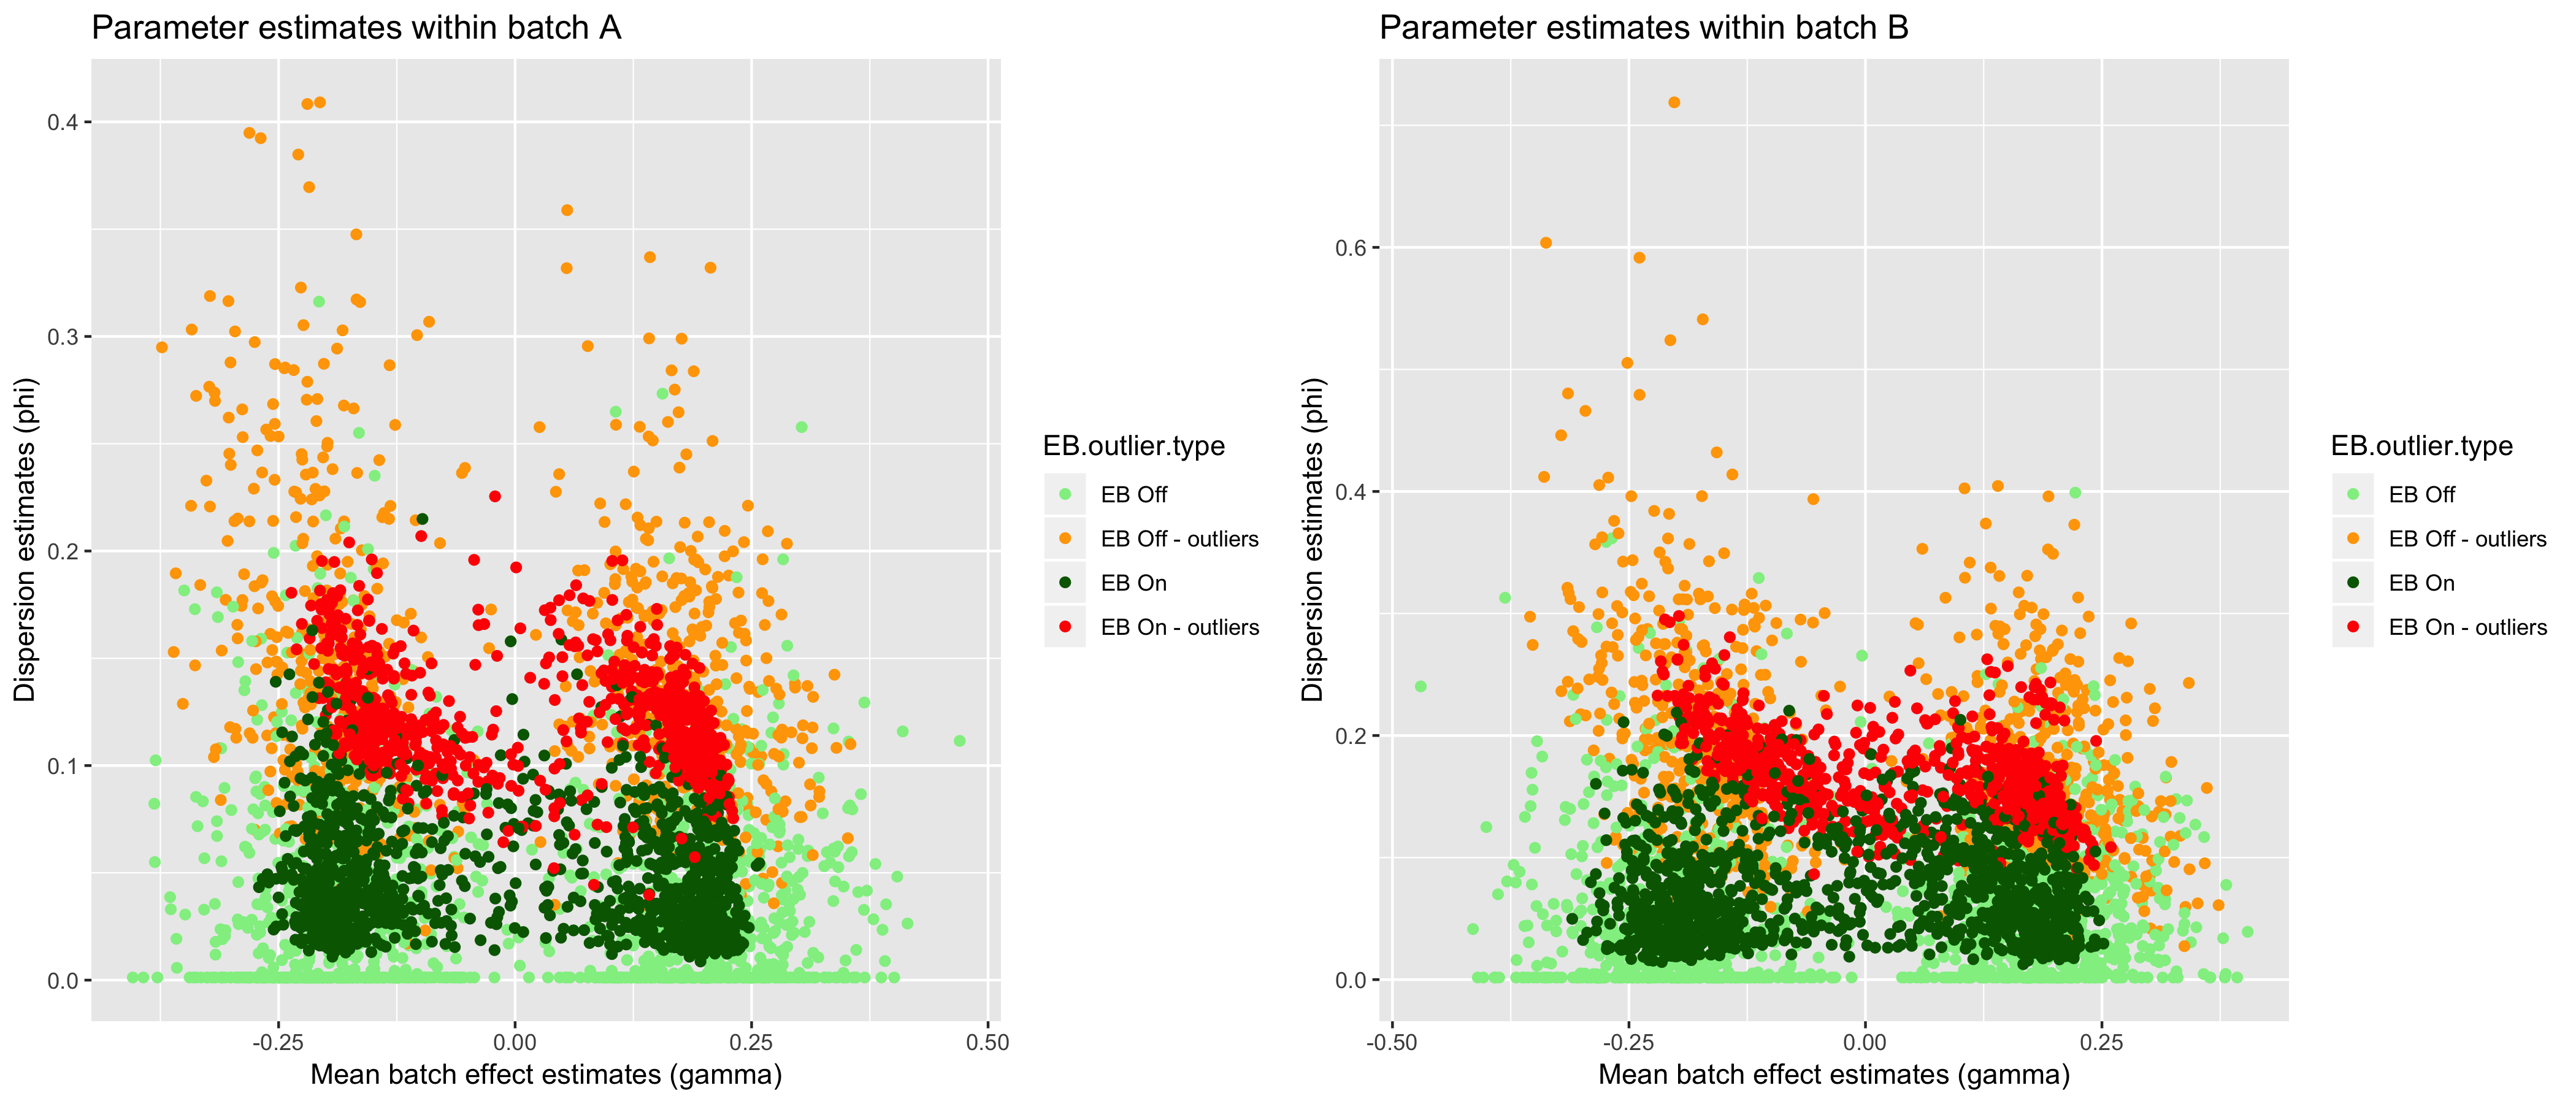 Parameter estimates within batch A
Dispersion estimates (phi)
0.4
0.3
0.2
0.1
0.0
-0.25
0.00
0.25
0.50
Mean batch effect estimates (gamma)
EB.outlier.type
EB Off
EB Off - outliers
EB On
EB On - outliers
Parameter estimates within batch B
Dispersion estimates (phi)
0.6
0.4
0.2
0.0
-0.50
-0.25
0.00
0.25
Mean batch effect estimates (gamma)
EB.outlier.type
EB Off
EB Off - outliers
EB On
EB On - outliers